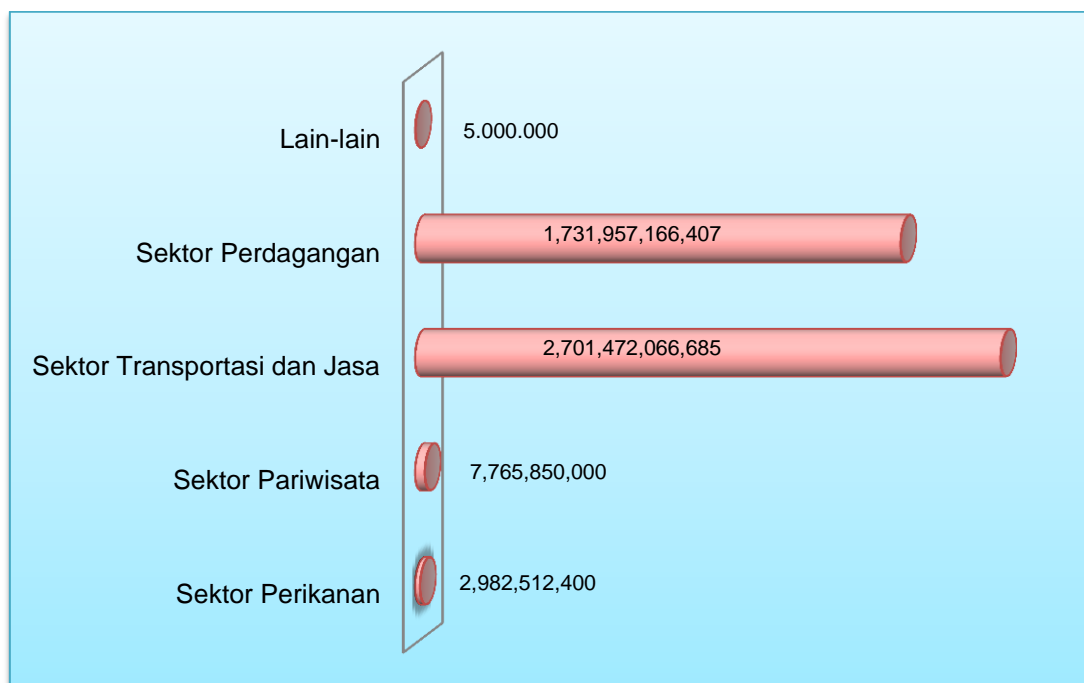 Lain-lain 5.000.000
Sektor Perdagangan 1,731,957,166,407
Sektor Transportasi dan Jasa 2,701,472,066,685
Sektor Pariwisata 7,765,850,000
Sektor Perikanan 2,982,512,400